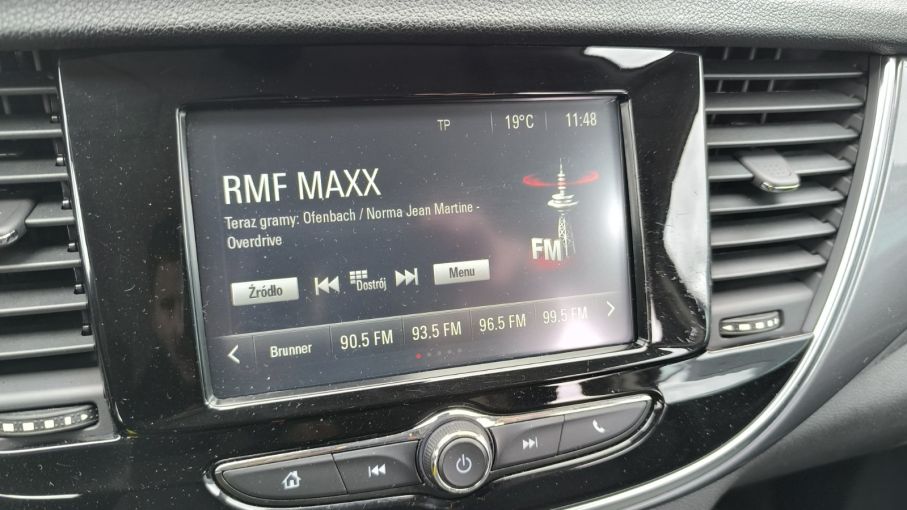 TP 19°C 11:48
RMF MAXX
Teraz gramy: Ofenbach / Norma Jean Martine -
Overdrive
FM
Źródło Dostrój Menu
Brunner 90.5 FM 93.5 FM 96.5 FM 99.5 FM